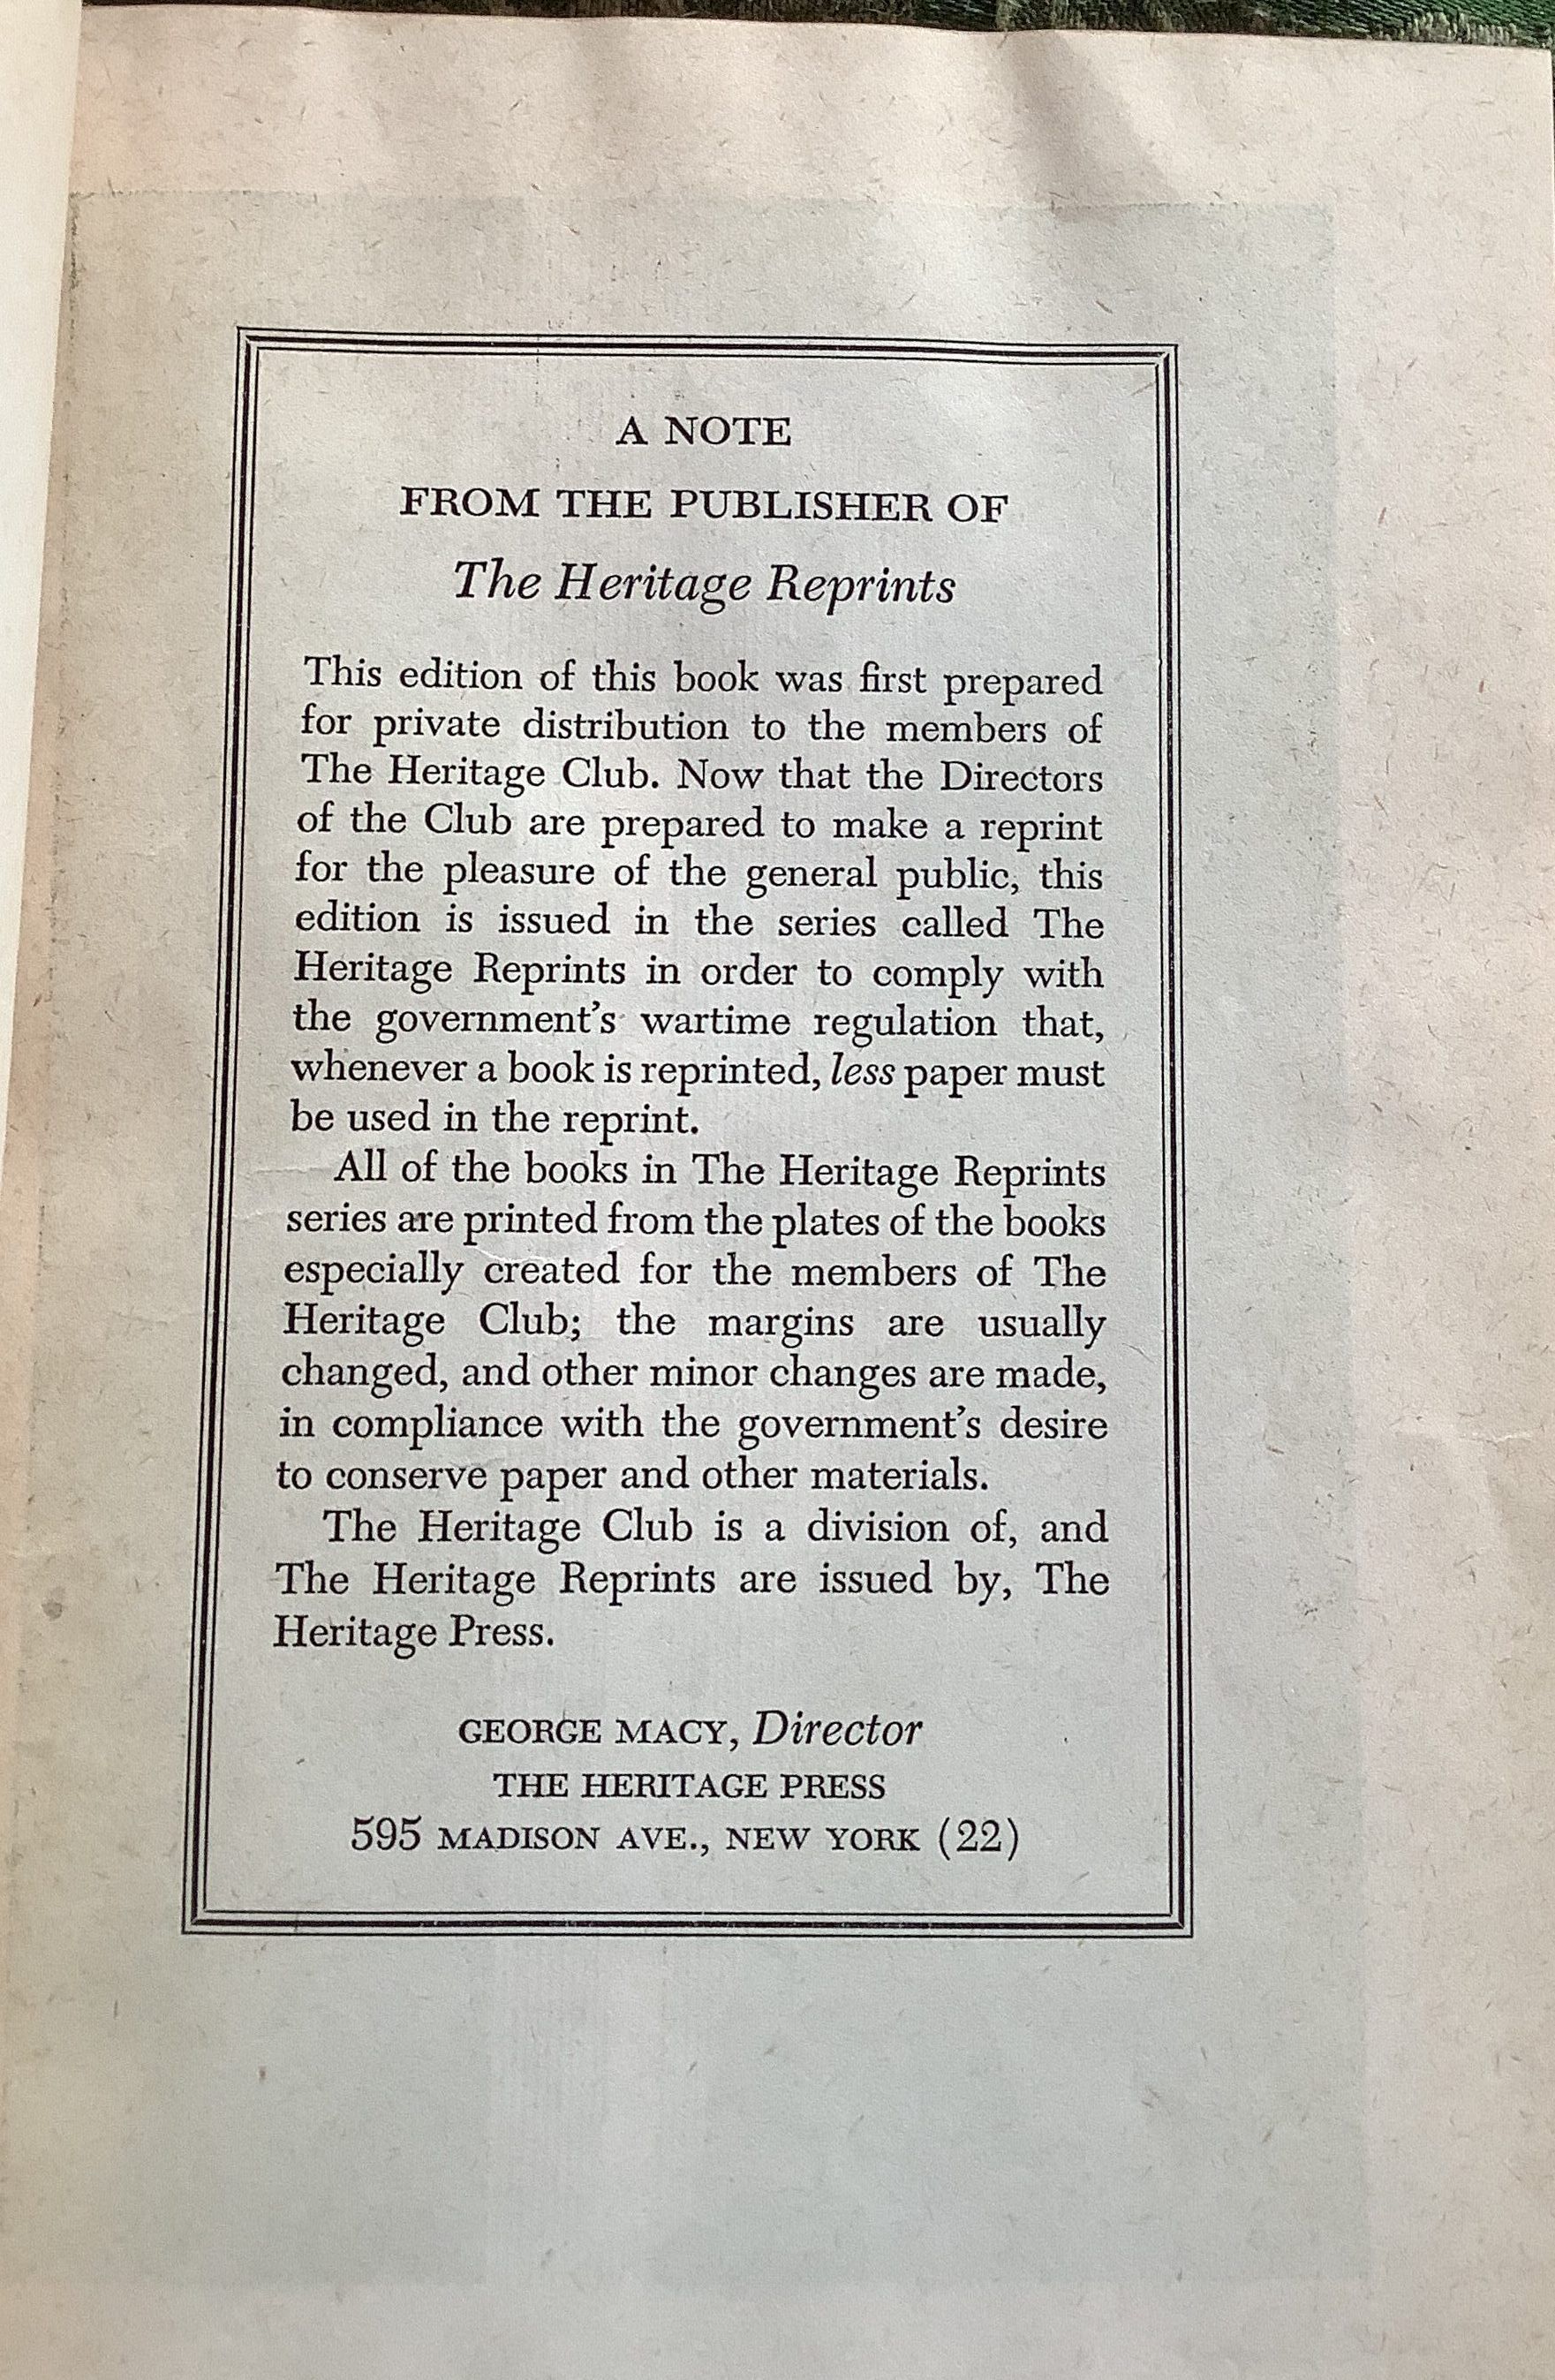 A NOTE
FROM THE PUBLISHER OF
The Heritage Reprints
This edition of this book was first prepared
for private distribution to the members of
The Heritage Club. Now that the Directors
of the Club are prepared to make a reprint
for the pleasure of the general public, this
edition is issued in the series called The
Heritage Reprints in order to comply with
the government's wartime regulation that,
whenever a book is reprinted, less paper must
be used in the reprint.
All of the books in The Heritage Reprints
series are printed from the plates of the books
especially created for the members of The
Heritage Club; the margins are usually
changed, and other minor changes are made,
in compliance with the government's desire
to conserve paper and other materials.
The Heritage Club is a division of, and
The Heritage Reprints are issued by, The
Heritage Press.
GEORGE MACY, Director
THE HERITAGE PRESS
595 MADISON AVE., NEW YORK (22)